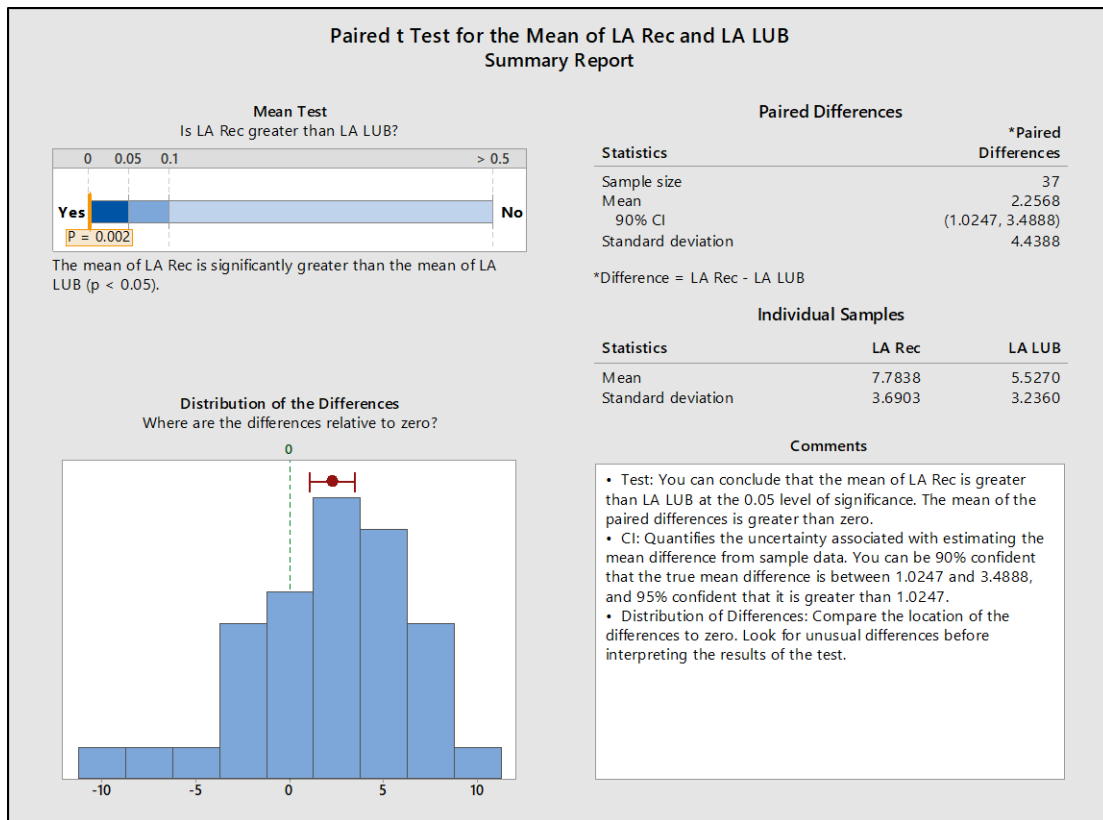 Paired t Test for the Mean of LA Rec and LA LUB
Summary Report
Mean Test
Is LA Rec greater than LA LUB?
0 0.05 0.1 > 0.5
Yes No
P = 0.002
The mean of LA Rec is significantly greater than the mean of LA
LUB (p < 0.05).
Distribution of the Differences
Where are the differences relative to zero?
0
-10 -5 0 5 10
Paired Differences
*Paired
Statistics Differences
Sample size 37
Mean 2.2568
90% CI (1.0247, 3.4888)
Standard deviation 4.4388
*Difference = LA Rec - LA LUB
Individual Samples
Statistics LA Rec LA LUB
Mean 7.7838 5.5270
Standard deviation 3.6903 3.2360
Comments
• Test: You can conclude that the mean of LA Rec is greater
than LA LUB at the 0.05 level of significance. The mean of the
paired differences is greater than zero.
• CI: Quantifies the uncertainty associated with estimating the
mean difference from sample data. You can be 90% confident
that the true mean difference is between 1.0247 and 3.4888,
and 95% confident that it is greater than 1.0247.
• Distribution of Differences: Compare the location of the
differences to zero. Look for unusual differences before
interpreting the results of the test.